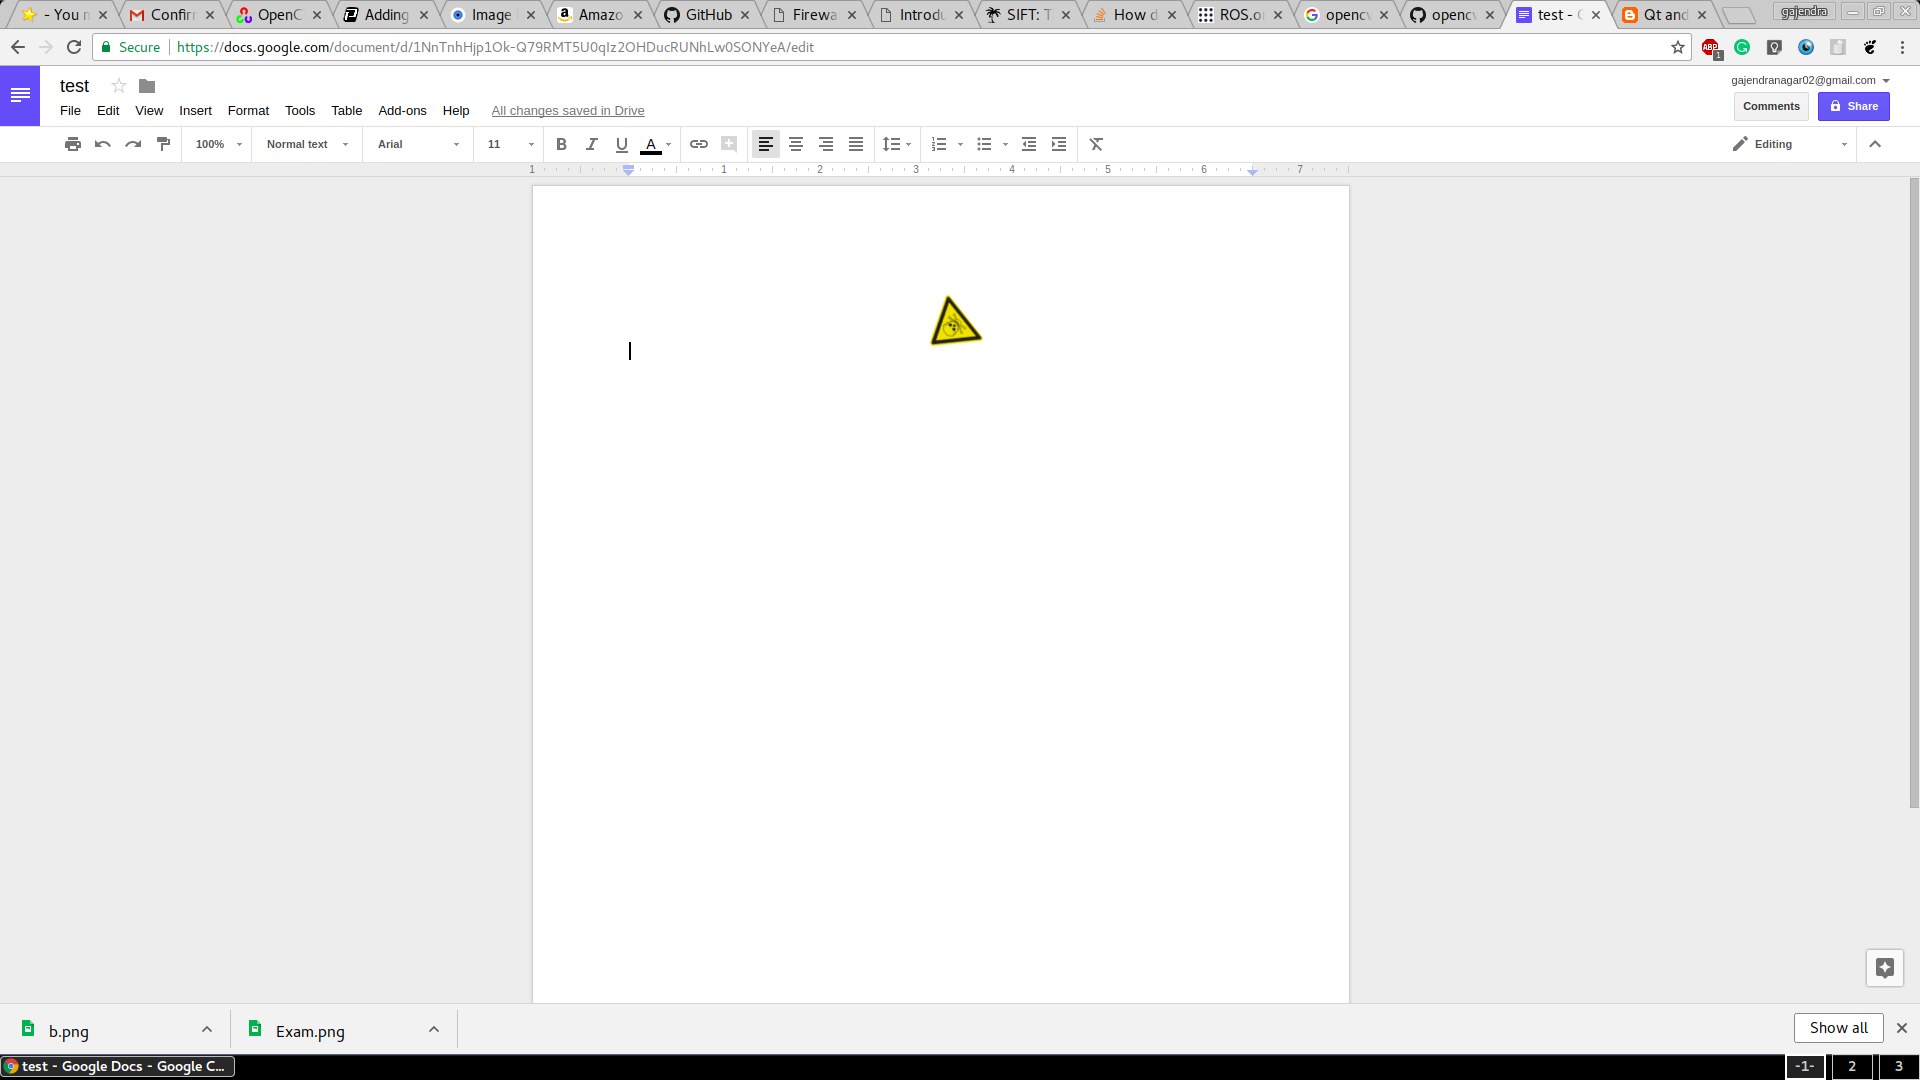 - You n
Confirm
OpenC
Adding
Image
Amazo
GitHub
Firewa
Introdu
SIFT: T
How d
ROS.o
opencv
opencv
test - G
Qt and
gajendra
Secure
https://docs.google.com/document/d/1NnTnhHjp1Ok-Q79RMT5U0qIz2OHDucRUNhLw0SONYeA/edit
ABP
1
test
gajendranagar02@gmail.com
File Edit View Insert Format Tools Table Add-ons Help All changes saved in Drive
Comments
Share
100% Normal text Arial 11 B I U A Editing
1 1 2 3 4 5 6 7
b.png
Exam.png
Show all
test - Google Docs - Google C...
-1- 2 3